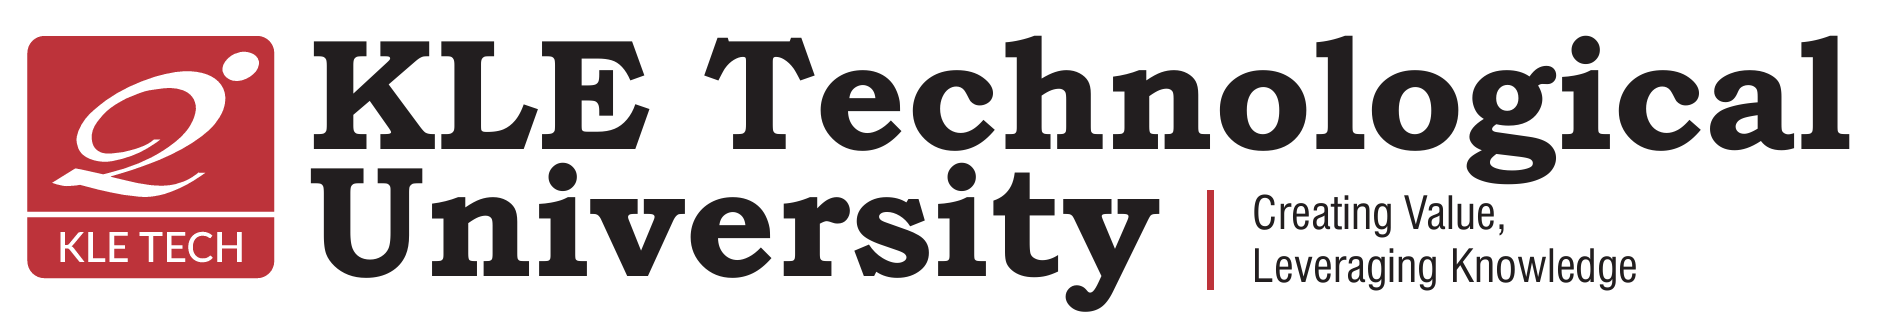 KLE TECH
KLE Technological
University
Creating Value,
Leveraging Knowledge